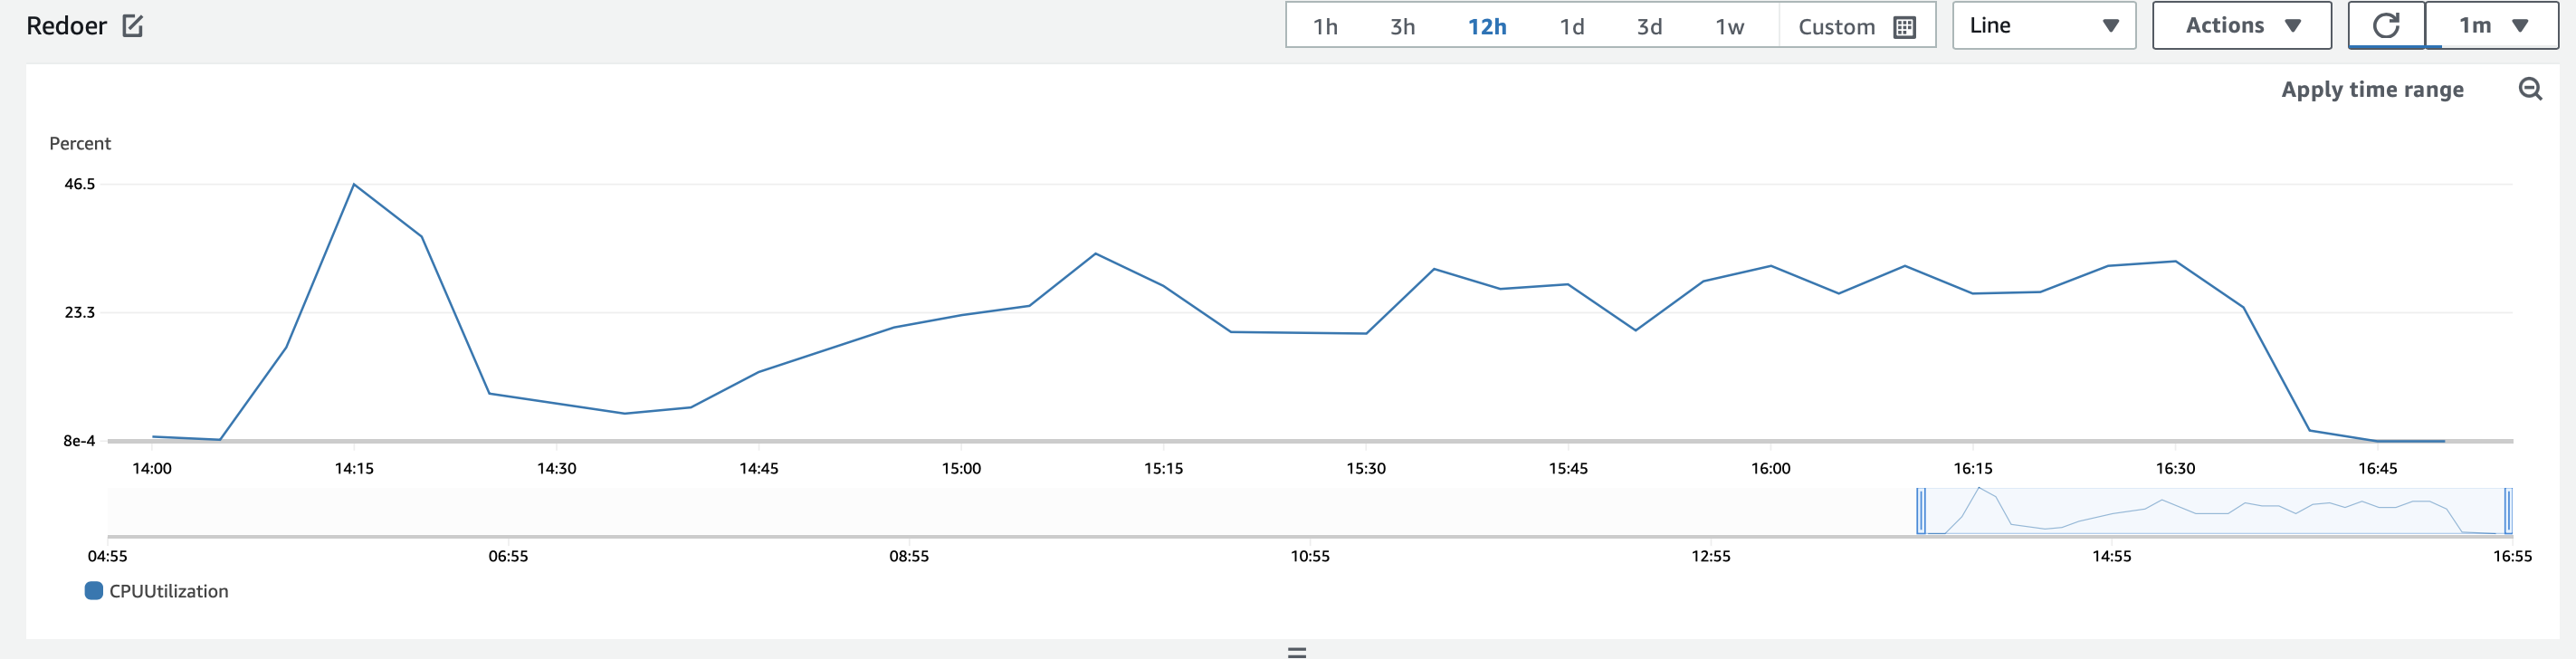 Redoer 1h 3h 12h 1d 3d 1w Custom Line Actions 1m
Apply time range
Percent
46.5
23.3
8e-4
14:00 14:15 14:30 14:45 15:00 15:15 15:30 15:45 16:00 16:15 16:30 16:45
04:55 06:55 08:55 10:55 12:55 14:55 16:55
CPUUtilization